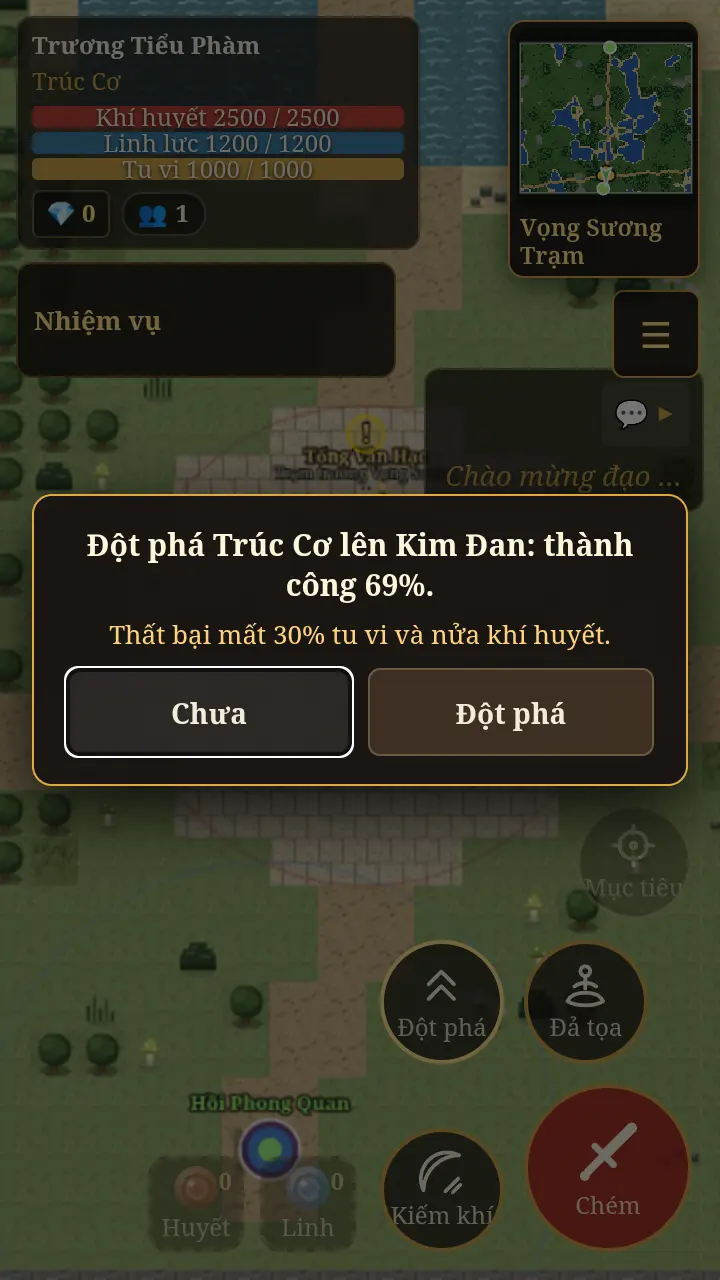 Trương Tiểu Phàm
Trúc Cơ
Khí huyết 2500 / 2500
Linh lực 1200 / 1200
Tu vi 1000 / 1000
0
1
Vọng Sương
Trạm
Nhiệm vụ
Tống Văn Hạc
Chào mừng đạo ...
Đột phá Trúc Cơ lên Kim Đan: thành
công 69%.
Thất bại mất 30% tu vi và nửa khí huyết.
Chưa
Đột phá
Mục tiêu
Đột phá
Đả tọa
Hồi Phong Quan
0
Huyết
0
Linh
Kiếm khí
Chém